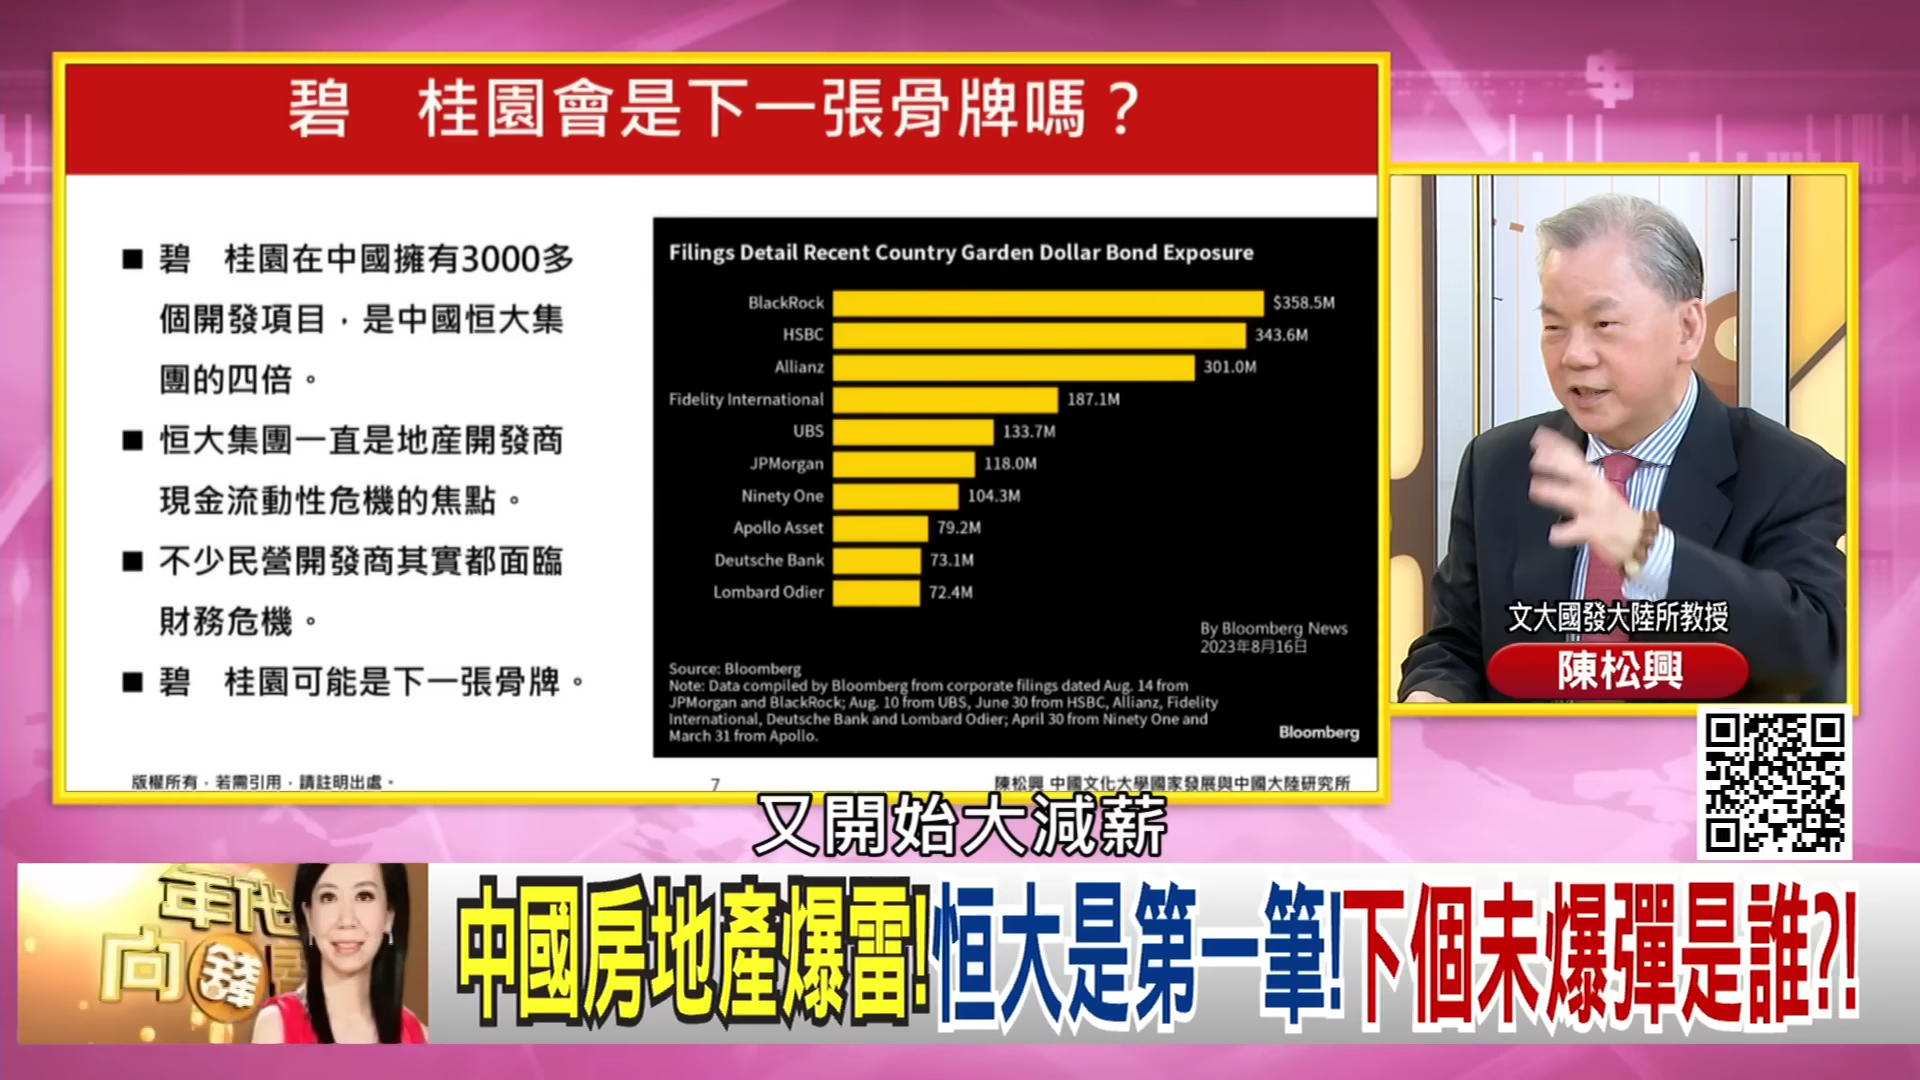 碧　桂園會是下一張骨牌嗎？
■ 碧　桂園在中國擁有3000多
個開發項目，是中國恒大集
團的四倍。
■ 恒大集團一直是地産開發商
現金流動性危機的焦點。
■ 不少民營開發商其實都面臨
財務危機。
■ 碧　桂園可能是下一張骨牌。
Filings Detail Recent Country Garden Dollar Bond Exposure
BlackRock $358.5M
HSBC 343.6M
Allianz 301.0M
Fidelity International 187.1M
UBS 133.7M
JPMorgan 118.0M
Ninety One 104.3M
Apollo Asset 79.2M
Deutsche Bank 73.1M
Lombard Odier 72.4M
By Bloomberg News
2023年8月16日
Source: Bloomberg
Note: Data compiled by Bloomberg from corporate filings dated Aug. 14 from
JPMorgan and BlackRock; Aug. 10 from UBS, June 30 from HSBC, Allianz, Fidelity
International, Deutsche Bank and Lombard Odier; April 30 from Ninety One and
March 31 from Apollo.
Bloomberg
版權所有，若需引用，請註明出處。
7
陳松興 中國文化大學國家發展與中國大陸研究所
文大國發大陸所教授
陳松興
又開始大減薪
年代
向錢
中國房地產爆雷!恒大是第一筆!下個未爆彈是誰?!